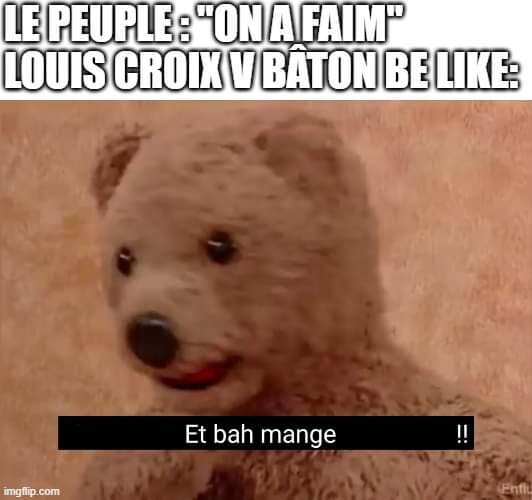 LE PEUPLE : "ON A FAIM"
LOUIS CROIX V BÂTON BE LIKE:
Et bah mange !!
imgflip.com